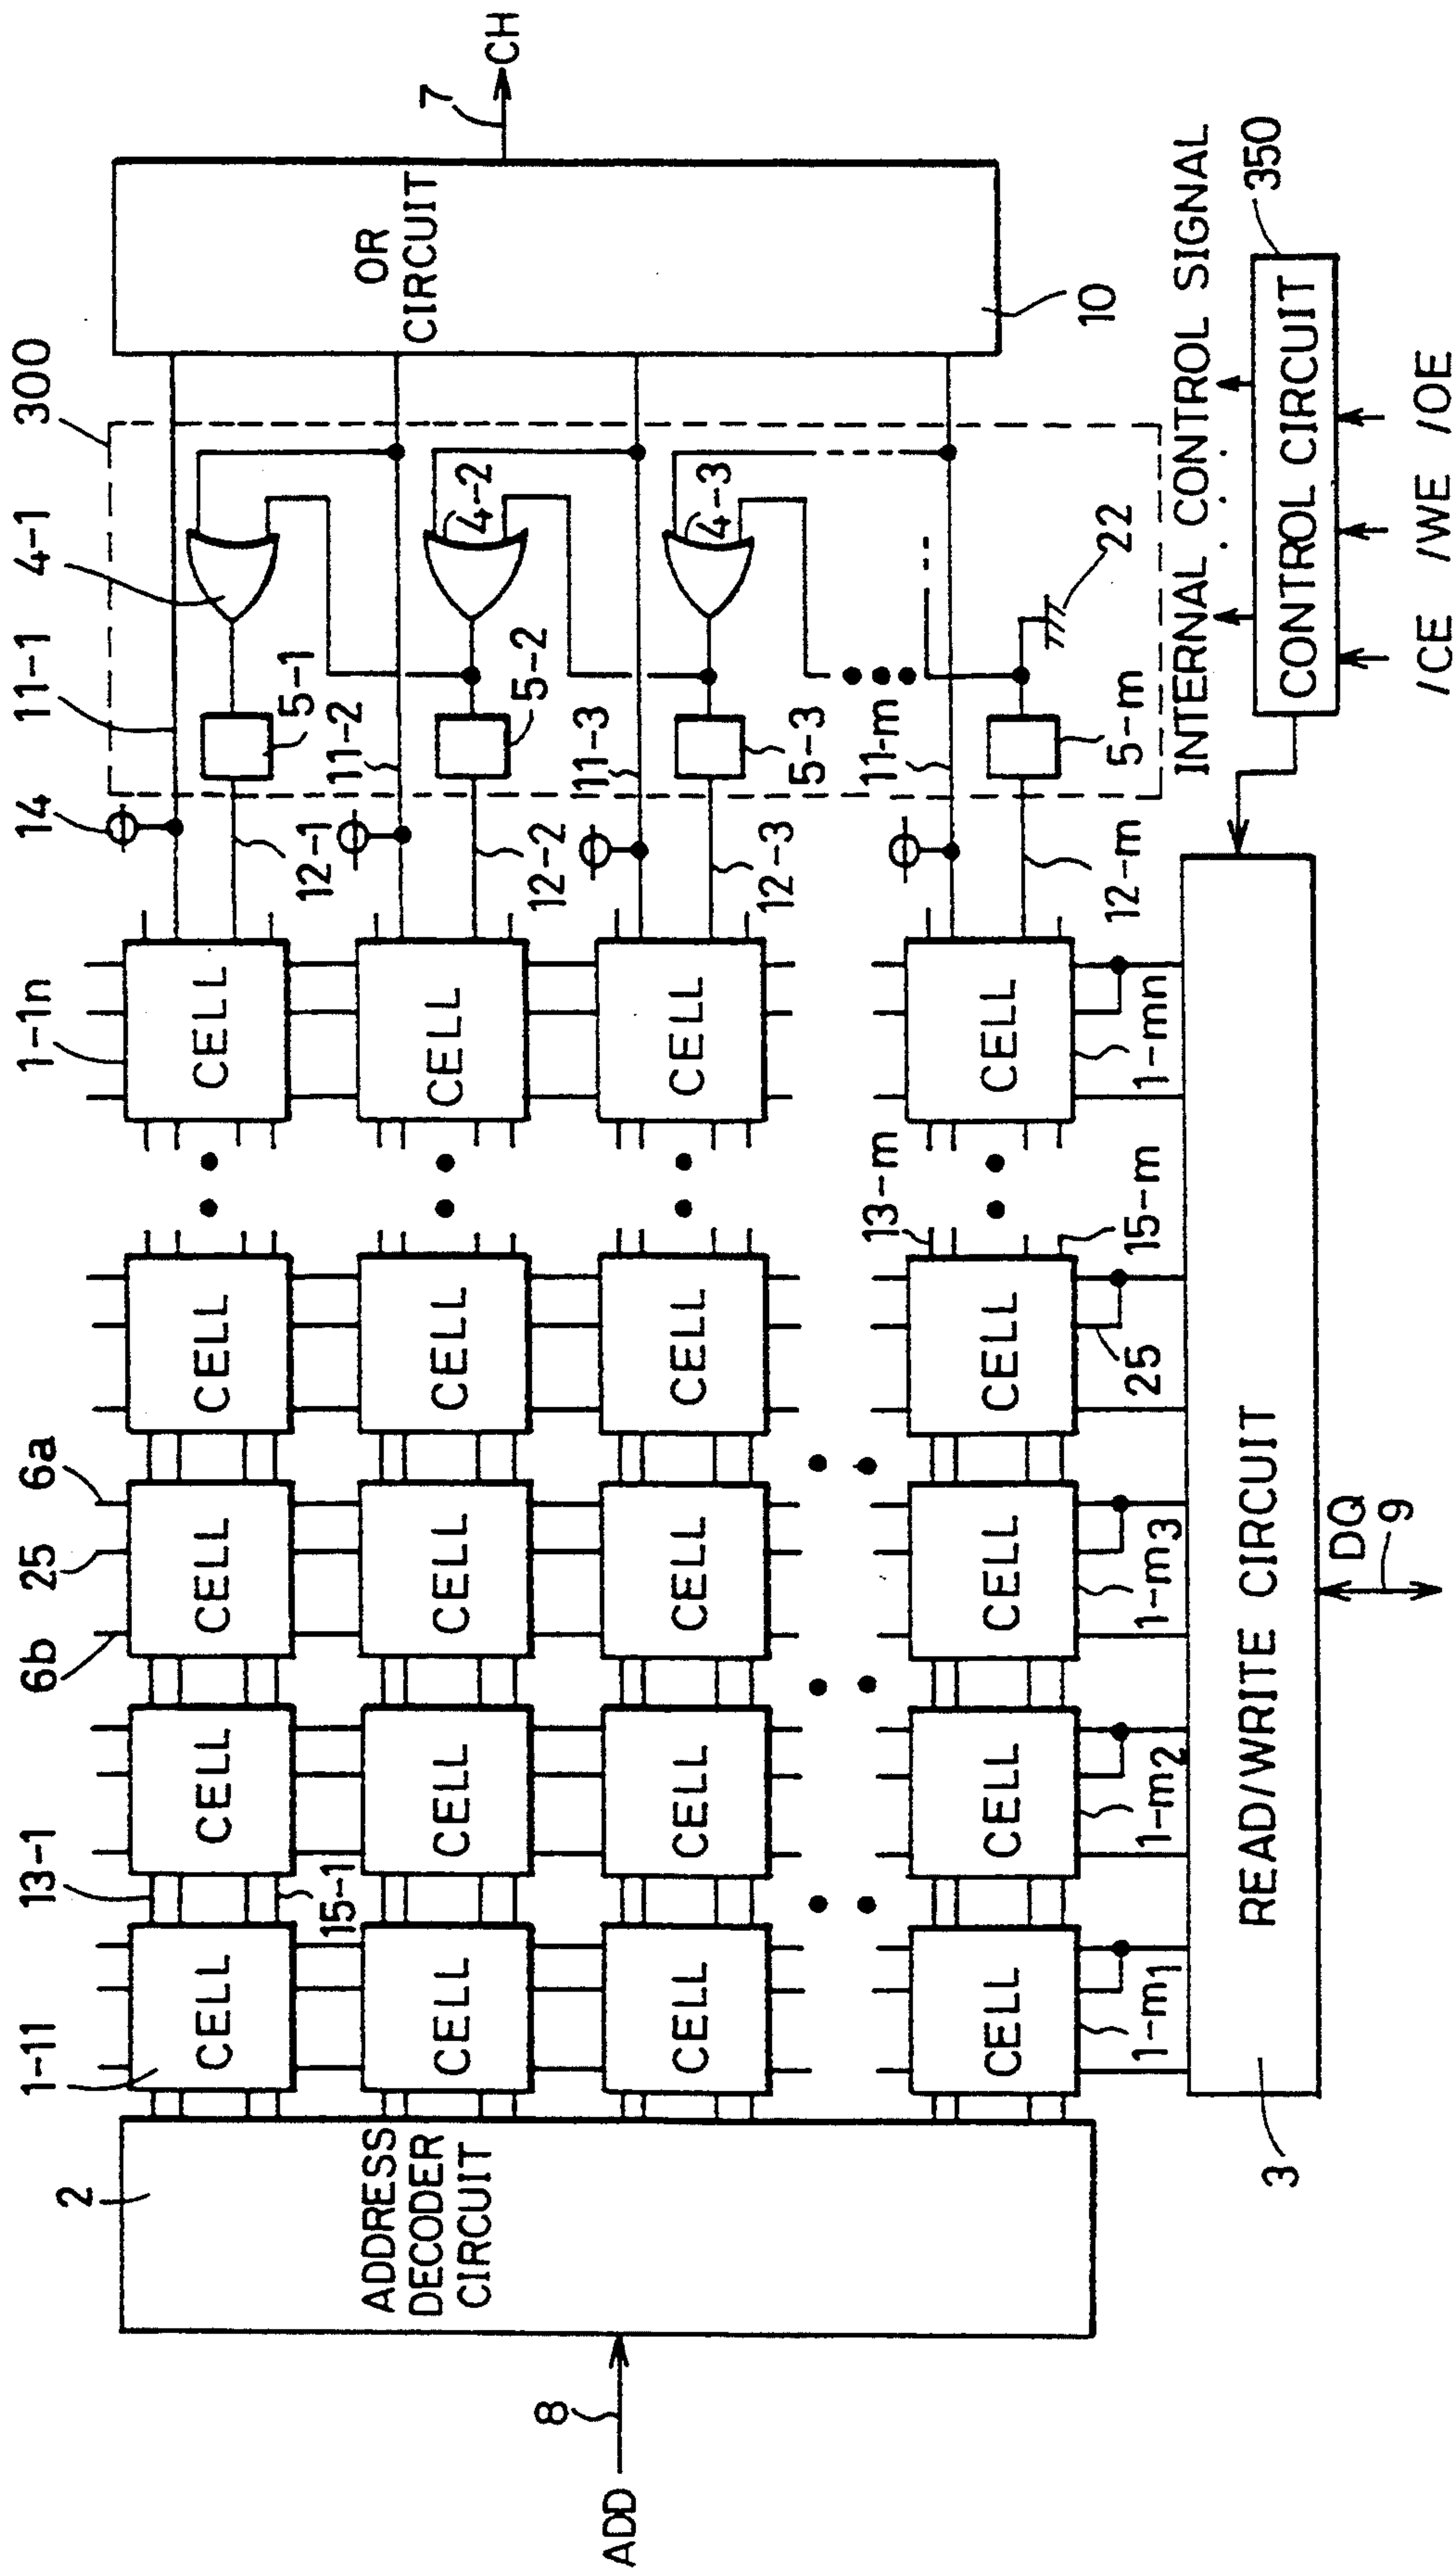 1-11
13-1
6b
25
6a
1-1n
14
11-1
4-1
300
2
ADDRESS
DECODER
CIRCUIT
8
ADD
CELL
CELL
CELL
CELL
CELL
15-1
12-1
5-1
OR
CIRCUIT
7
CH
CELL
CELL
CELL
CELL
CELL
11-2
12-2
5-2
4-2
CELL
CELL
CELL
CELL
CELL
11-3
12-3
5-3
4-3
10
13-m
11-m
CELL
CELL
CELL
CELL
CELL
12-m
5-m
22
1-m1
1-m2
1-m3
25
15-m
1-mn
INTERNAL CONTROL SIGNAL
3
READ/WRITE CIRCUIT
CONTROL CIRCUIT
350
DQ
9
/CE /WE /OE